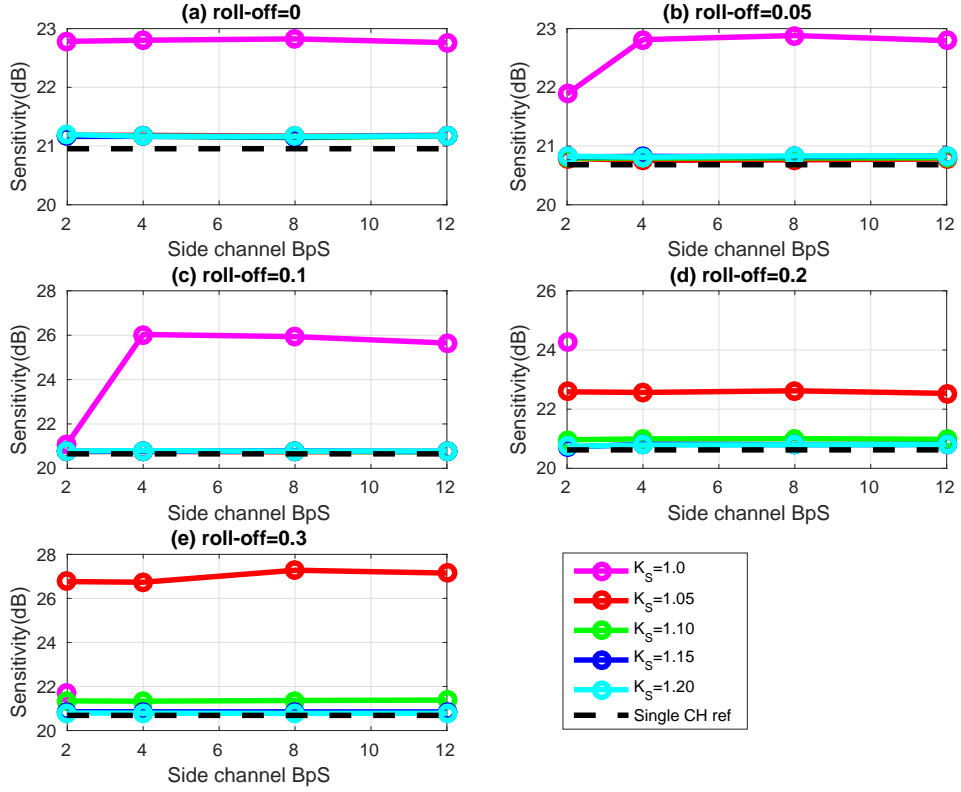 (a) roll-off=0
23
22
21
20
2 4 6 8 10 12
Sensitivity(dB)
Side channel BpS
(b) roll-off=0.05
23
22
21
20
2 4 6 8 10 12
Sensitivity(dB)
Side channel BpS
(c) roll-off=0.1
28
26
24
22
20
2 4 6 8 10 12
Sensitivity(dB)
Side channel BpS
(d) roll-off=0.2
26
24
22
20
2 4 6 8 10 12
Sensitivity(dB)
Side channel BpS
(e) roll-off=0.3
28
26
24
22
20
2 4 6 8 10 12
Sensitivity(dB)
Side channel BpS
K_S=1.0
K_S=1.05
K_S=1.10
K_S=1.15
K_S=1.20
Single CH ref